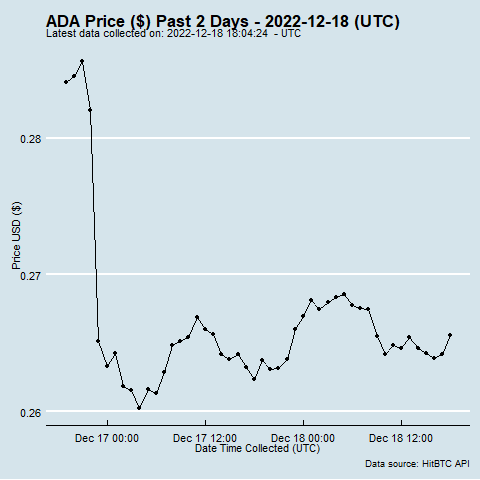 ADA Price ($) Past 2 Days - 2022-12-18 (UTC)
Latest data collected on: 2022-12-18 18:04:24 - UTC
0.28
0.27
0.26
Price USD ($)
Dec 17 00:00 Dec 17 12:00 Dec 18 00:00 Dec 18 12:00
Date Time Collected (UTC)
Data source: HitBTC API